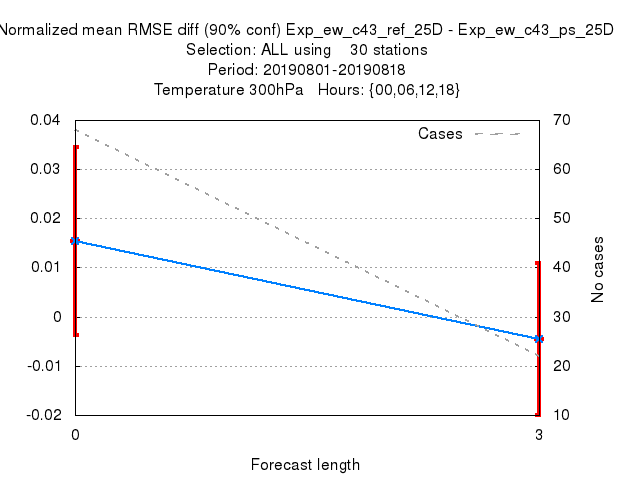 Normalized mean RMSE diff (90% conf) Exp_ew_c43_ref_25D - Exp_ew_c43_ps_25D
Selection: ALL using 30 stations
Period: 20190801-20190818
Temperature 300hPa Hours: {00,06,12,18}
Cases
0.04
0.03
0.02
0.01
0
-0.01
-0.02
70
60
50
40
30
20
10
No cases
0 3
Forecast length